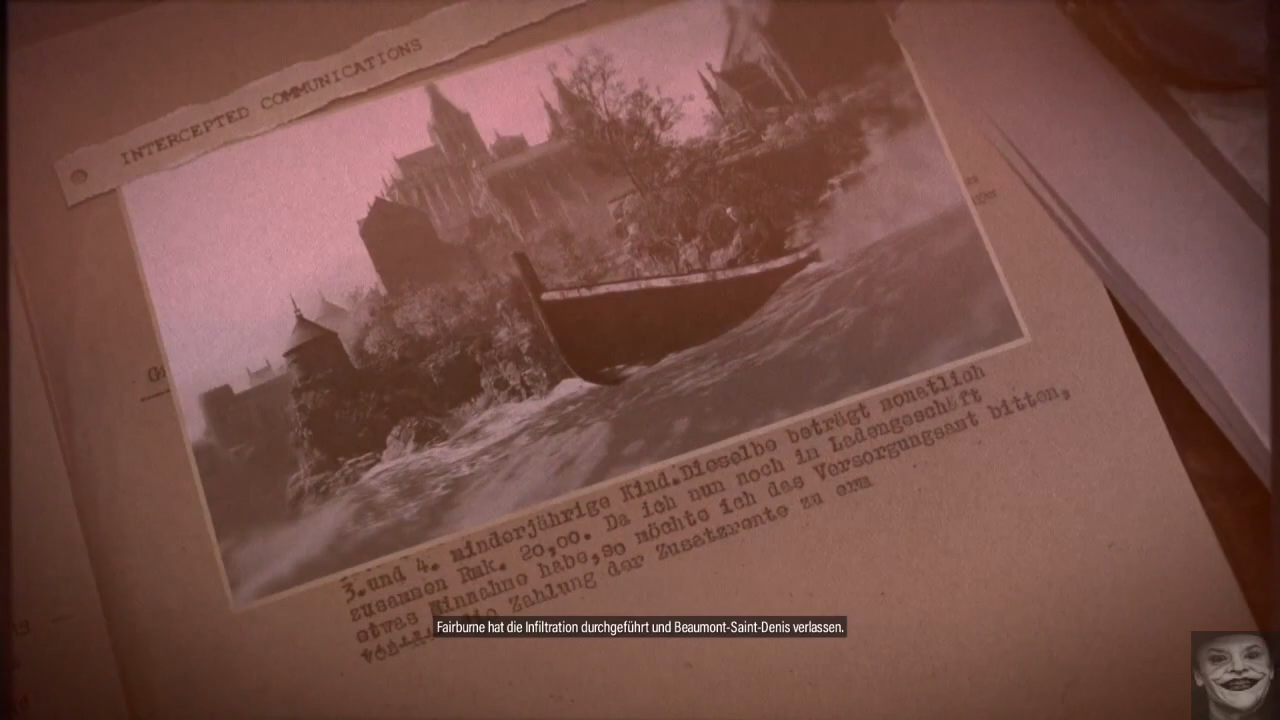 INTERCEPTED COMMUNICATIONS
3.und 4. minderjährige Kind.Dieselbe beträgt monatlich
zusammen Rmk. 20,00. Da ich nun noch in Ladengeschäft
etwas Einnahme habe,so möchte ich das Versorgungsamt bitten,
die Zahlung der Zusatzrente zu erm
Fairburne hat die Infiltration durchgeführt und Beaumont-Saint-Denis verlassen.